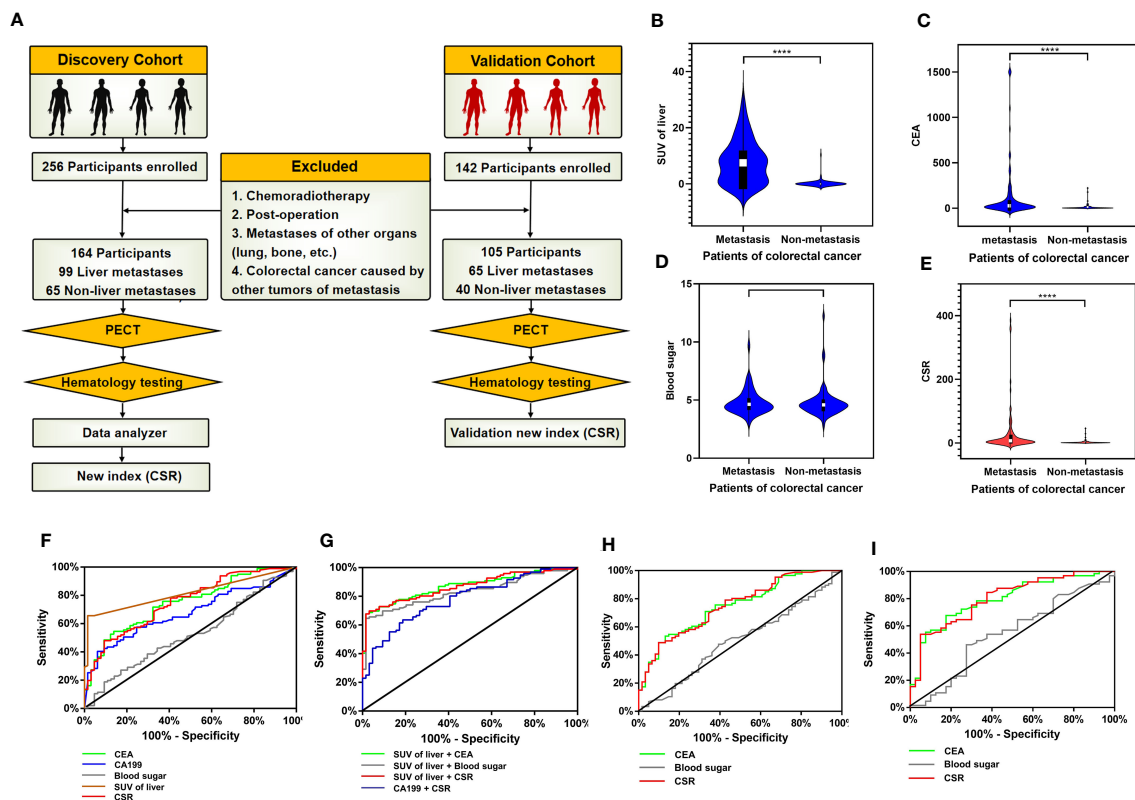 A
Discovery Cohort
Validation Cohort
256 Participants enrolled
142 Participants enrolled
Excluded
1. Chemoradiotherapy
2. Post-operation
3. Metastases of other organs
(lung, bone, etc.)
4. Colorectal cancer caused by
other tumors of metastasis
164 Participants
99 Liver metastases
65 Non-liver metastases
105 Participants
65 Liver metastases
40 Non-liver metastases
PECT
PECT
Hematology testing
Hematology testing
Data analyzer
Validation new index (CSR)
New index (CSR)
B
****
SUV of liver
40
20
0
Metastasis
Non-metastasis
Patients of colorectal cancer
C
****
CEA
1500
1000
500
0
metastasis
Non-metastasis
Patients of colorectal cancer
D
Blood sugar
15
10
5
0
Metastasis
Non-metastasis
Patients of colorectal cancer
E
****
CSR
400
200
0
Metastasis
Non-metastasis
Patients of colorectal cancer
F
Sensitivity
100%
80%
60%
40%
20%
0%
0% 20% 40% 60% 80% 100%
100% - Specificity
CEA
CA199
Blood sugar
SUV of liver
CSR
G
Sensitivity
100%
80%
60%
40%
20%
0%
0% 20% 40% 60% 80% 100%
100% - Specificity
SUV of liver + CEA
SUV of liver + Blood sugar
SUV of liver + CSR
CA199 + CSR
H
Sensitivity
100%
80%
60%
40%
20%
0%
0% 20% 40% 60% 80% 100%
100% - Specificity
CEA
Blood sugar
CSR
I
Sensitivity
100%
80%
60%
40%
20%
0%
0% 20% 40% 60% 80% 100%
100% - Specificity
CEA
Blood sugar
CSR